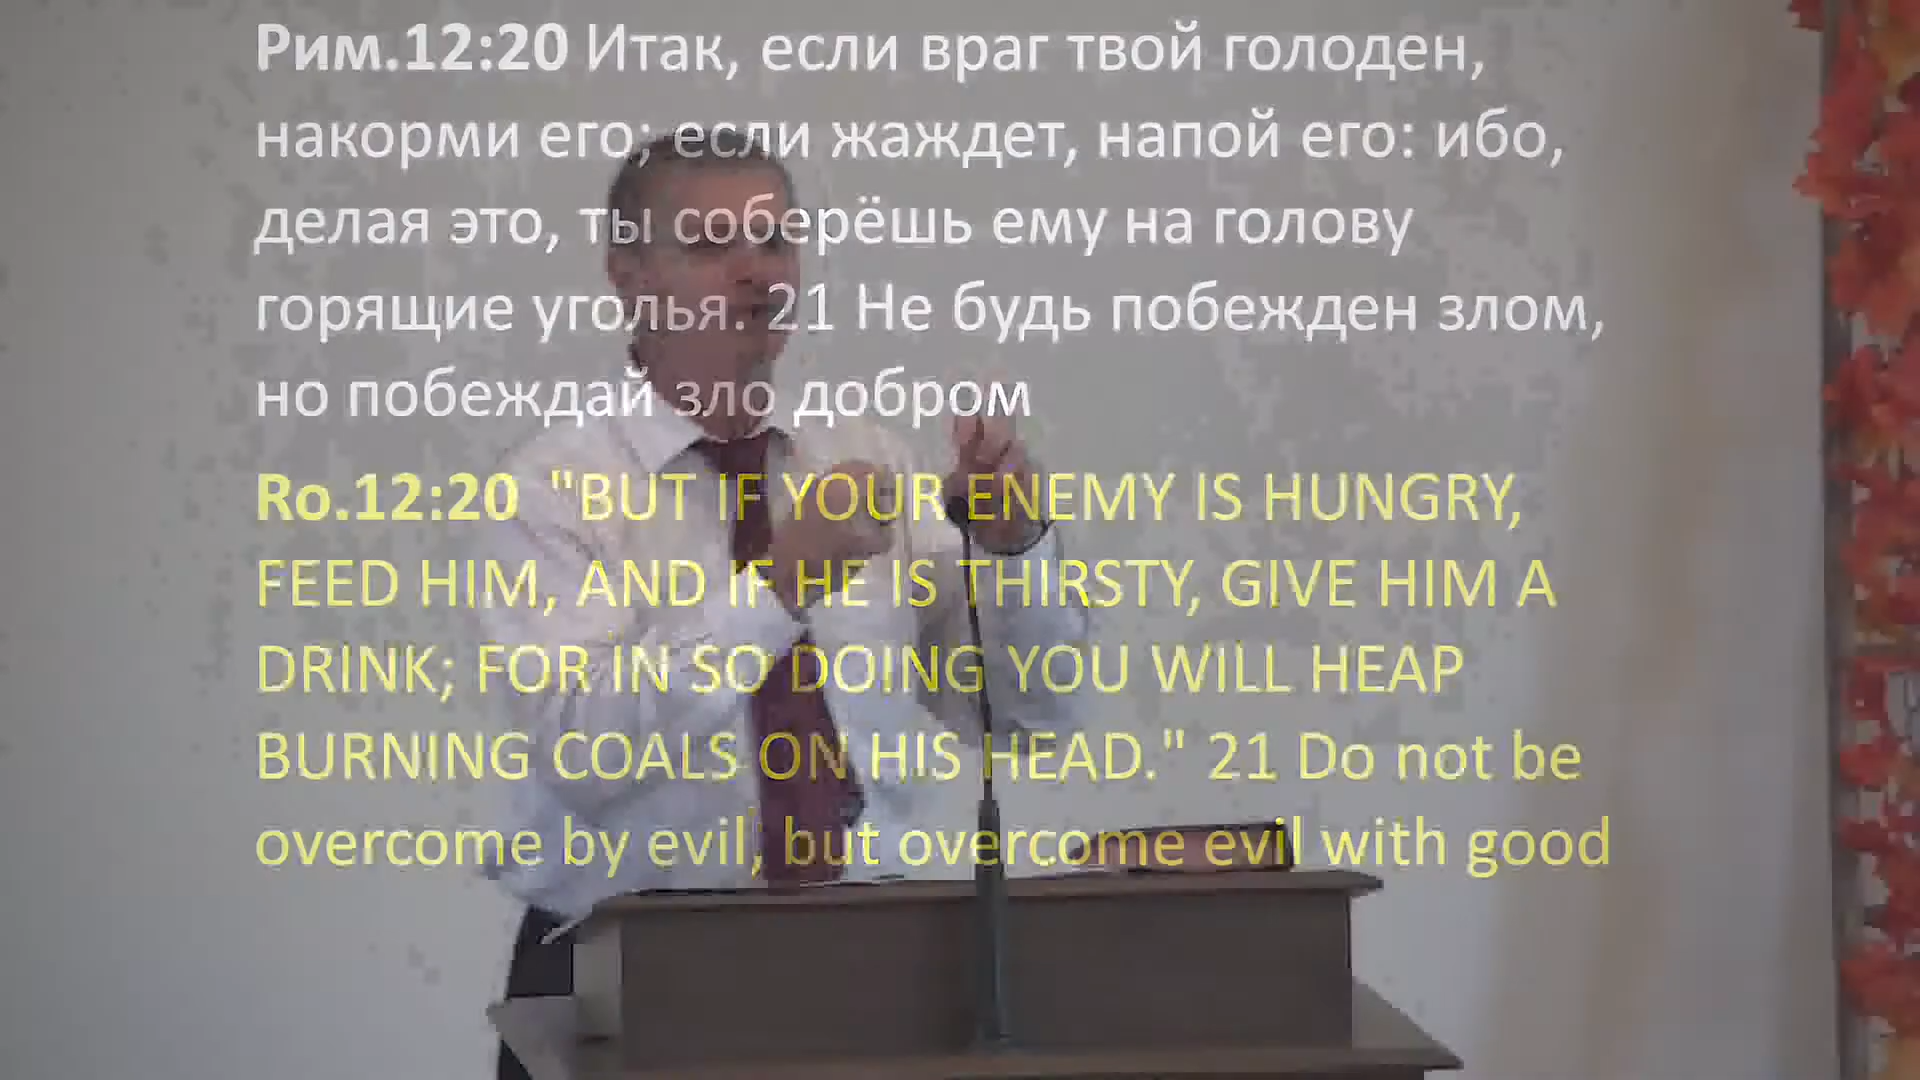 Рим.12:20 Итак, если враг твой голоден,
накорми его; если жаждет, напой его: ибо,
делая это, ты соберёшь ему на голову
горящие уголья. 21 Не будь побежден злом,
но побеждай зло добром
Ro.12:20 "BUT IF YOUR ENEMY IS HUNGRY,
FEED HIM, AND IF HE IS THIRSTY, GIVE HIM A
DRINK; FOR IN SO DOING YOU WILL HEAP
BURNING COALS ON HIS HEAD." 21 Do not be
overcome by evil, but overcome evil with good